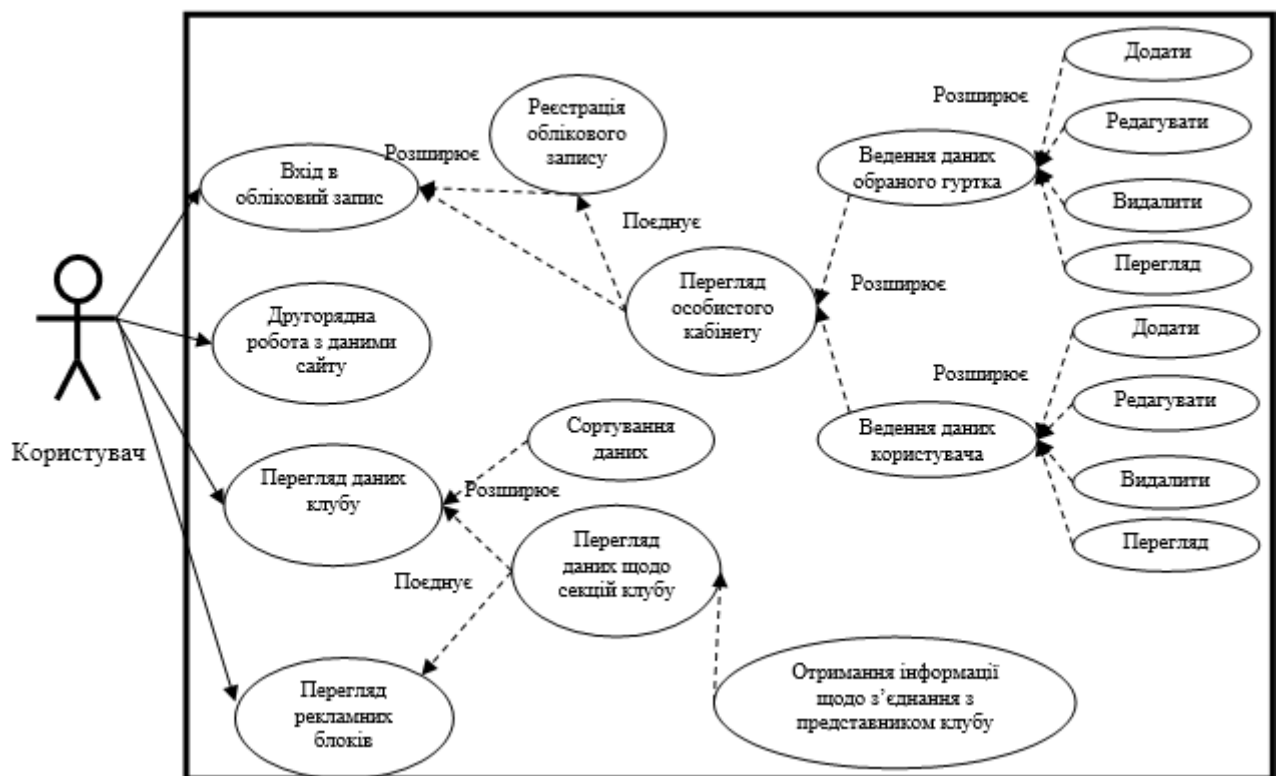 Додати
Розширює
Реєстрація
облікового
запису
Редагувати
Розширює
Вхід в
обліковий запис
Ведення даних
обраного гуртка
Видалити
Поєднує
Перегляд
Перегляд
особистого
кабінету
Розширює
Другорядна
робота з даними
сайту
Додати
Розширює
Редагувати
Користувач
Сортування
даних
Ведення даних
користувача
Перегляд даних
клубу
Розширює
Видалити
Перегляд
даних щодо
секцій клубу
Перегляд
Поєднує
Отримання інформації
щодо з’єднання з
представником клубу
Перегляд
рекламних
блоків